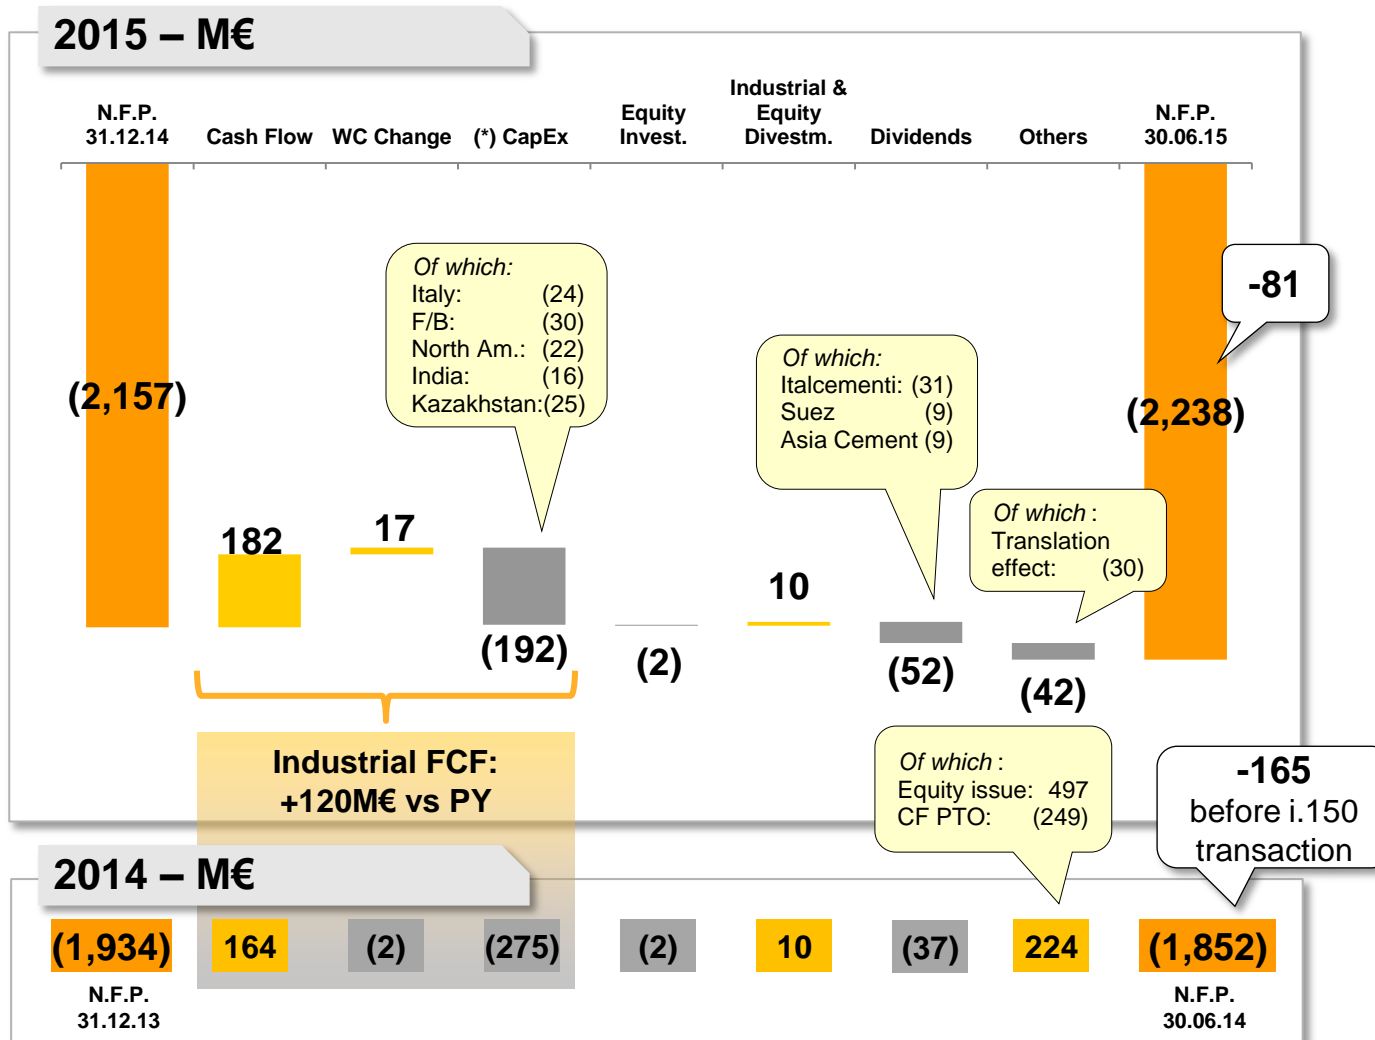 2015 – M€
N.F.P.
31.12.14
Cash Flow
WC Change
(*) CapEx
Equity
Invest.
Industrial &
Equity
Divestm.
Dividends
Others
N.F.P.
30.06.15
Of which:
Italy: (24)
F/B: (30)
North Am.: (22)
India: (16)
Kazakhstan:(25)
-81
Of which:
Italcementi: (31)
Suez (9)
Asia Cement (9)
(2,157)
(2,238)
Of which :
Translation
effect: (30)
182
17
(192)
(2)
10
(52)
(42)
Industrial FCF:
+120M€ vs PY
Of which :
Equity issue: 497
CF PTO: (249)
-165
before i.150
transaction
2014 – M€
(1,934)
164
(2)
(275)
(2)
10
(37)
224
(1,852)
N.F.P.
31.12.13
N.F.P.
30.06.14